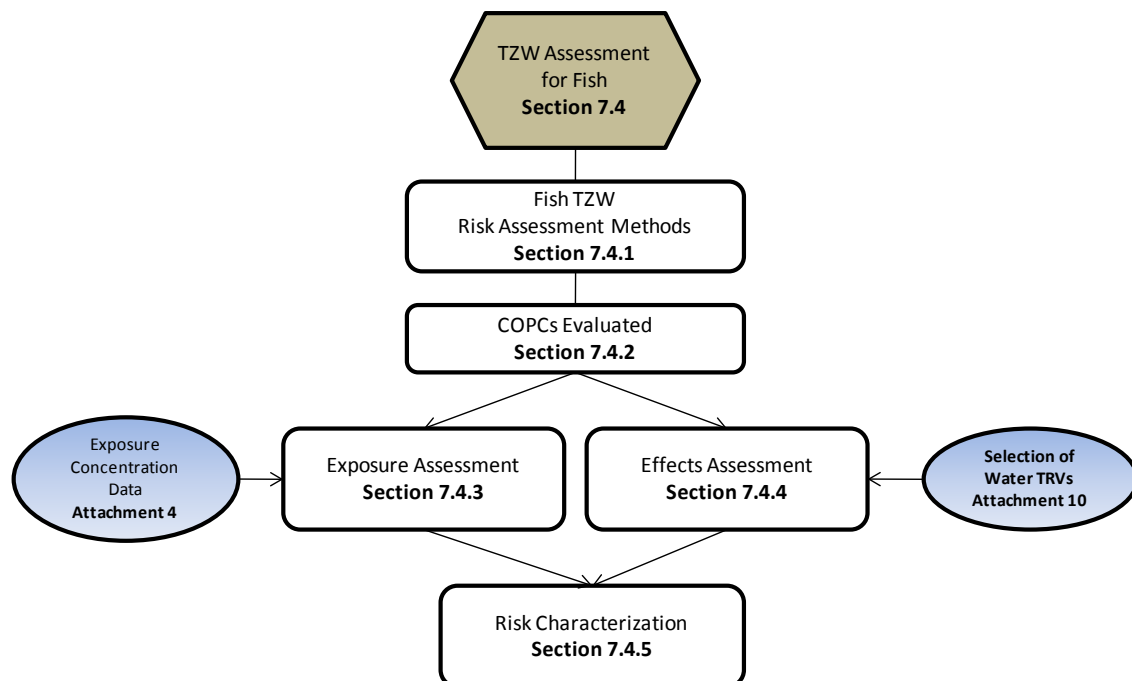 TZW Assessment
for Fish
Section 7.4
Fish TZW
Risk Assessment Methods
Section 7.4.1
COPCs Evaluated
Section 7.4.2
Exposure
Concentration
Data
Attachment 4
Exposure Assessment
Section 7.4.3
Effects Assessment
Section 7.4.4
Selection of
Water TRVs
Attachment 10
Risk Characterization
Section 7.4.5